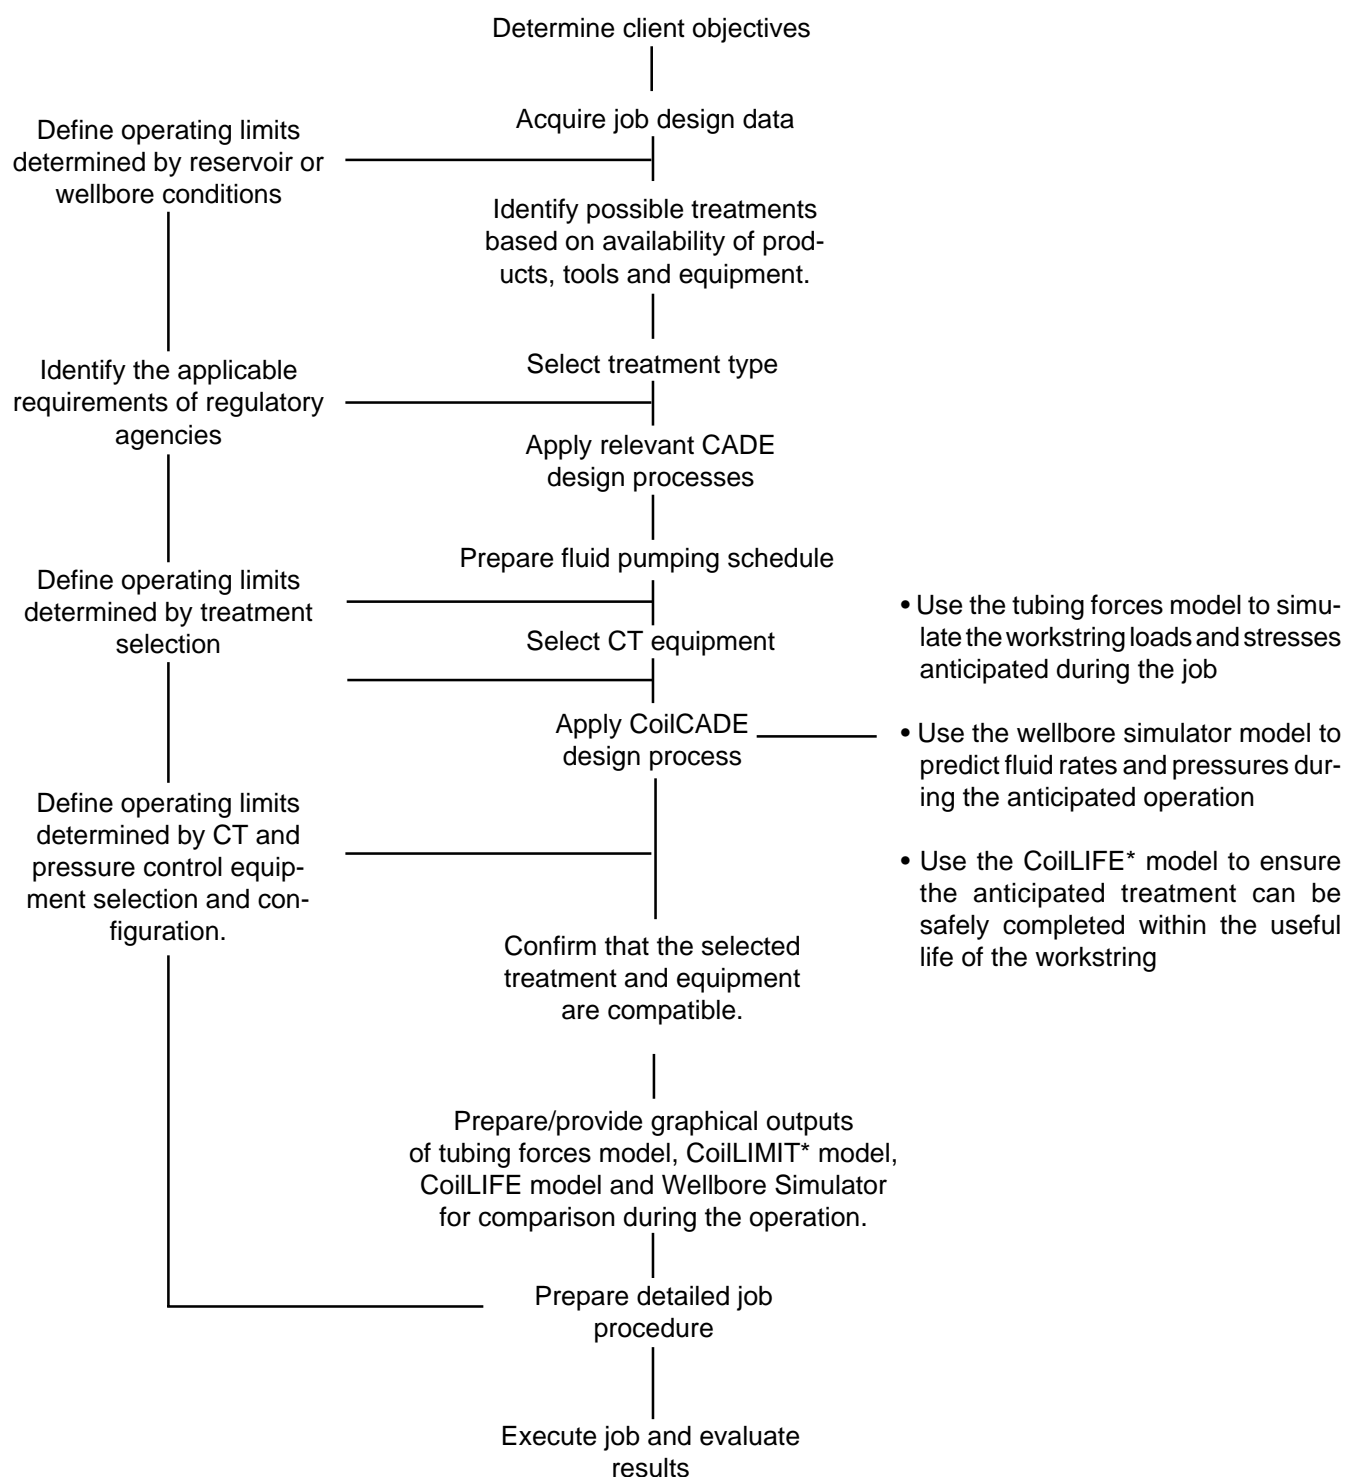 Determine client objectives
Acquire job design data
Define operating limits
determined by reservoir or
wellbore conditions
Identify possible treatments
based on availability of prod-
ucts, tools and equipment.
Select treatment type
Identify the applicable
requirements of regulatory
agencies
Apply relevant CADE
design processes
Prepare fluid pumping schedule
Define operating limits
determined by treatment
selection
Select CT equipment
Apply CoilCADE
design process
• Use the tubing forces model to simu-
late the workstring loads and stresses
anticipated during the job
• Use the wellbore simulator model to
predict fluid rates and pressures dur-
ing the anticipated operation
• Use the CoilLIFE* model to ensure
the anticipated treatment can be
safely completed within the useful
life of the workstring
Define operating limits
determined by CT and
pressure control equip-
ment selection and con-
figuration.
Confirm that the selected
treatment and equipment
are compatible.
Prepare/provide graphical outputs
of tubing forces model, CoilLIMIT* model,
CoilLIFE model and Wellbore Simulator
for comparison during the operation.
Prepare detailed job
procedure
Execute job and evaluate
results